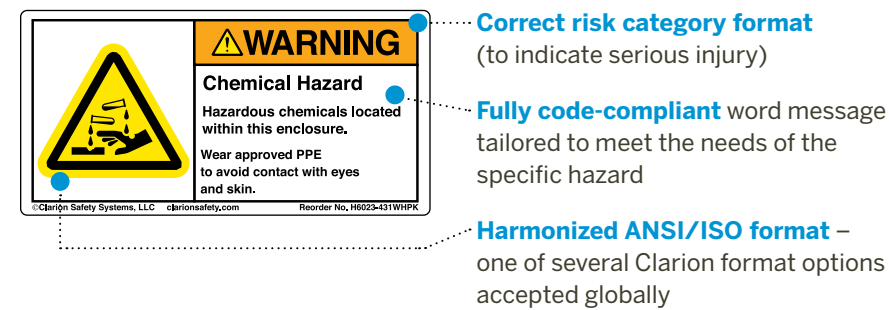 WARNING
Chemical Hazard
Hazardous chemicals located
within this enclosure.
Wear approved PPE
to avoid contact with eyes
and skin.
©Clarion Safety Systems, LLC clarionsafety.com Reorder No. H6023-431WHPK
Correct risk category format
(to indicate serious injury)
Fully code-compliant word message
tailored to meet the needs of the
specific hazard
Harmonized ANSI/ISO format –
one of several Clarion format options
accepted globally